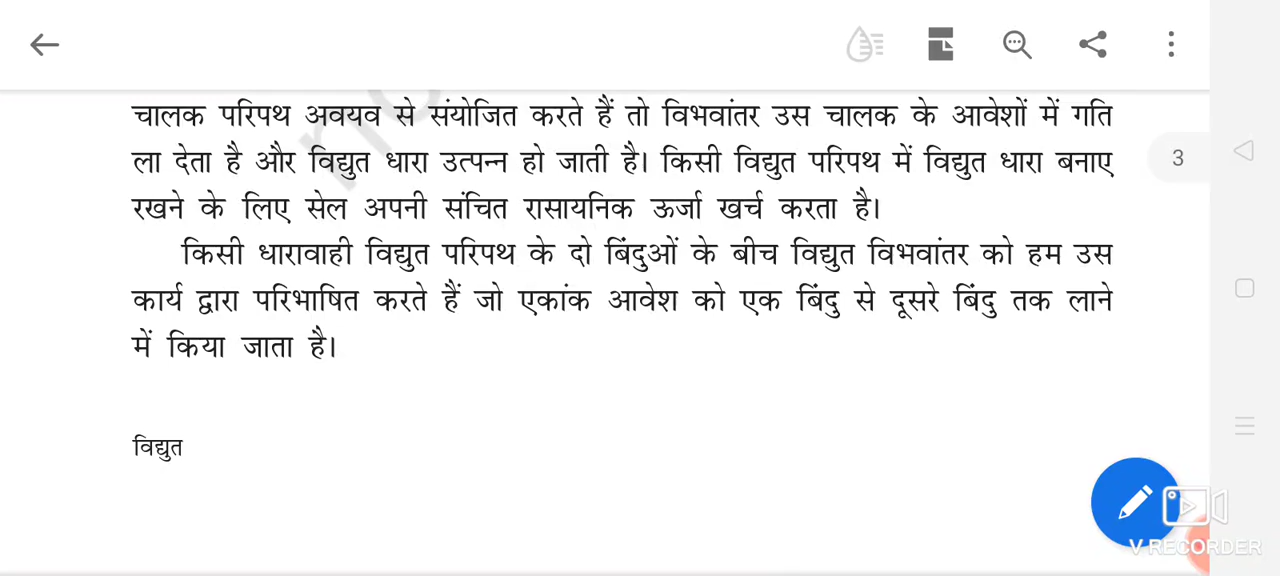 चालक परिपथ अवयव से संयोजित करते हैं तो विभवांतर उस चालक के आवेशों में गति
ला देता है और विद्युत धारा उत्पन्न हो जाती है। किसी विद्युत परिपथ में विद्युत धारा बनाए
3
रखने के लिए सेल अपनी संचित रासायनिक ऊर्जा खर्च करता है।
किसी धारावाही विद्युत परिपथ के दो बिंदुओं के बीच विद्युत विभवांतर को हम उस
कार्य द्वारा परिभाषित करते हैं जो एकांक आवेश को एक बिंदु से दूसरे बिंदु तक लाने
में किया जाता है।
विद्युत
V RECORDER